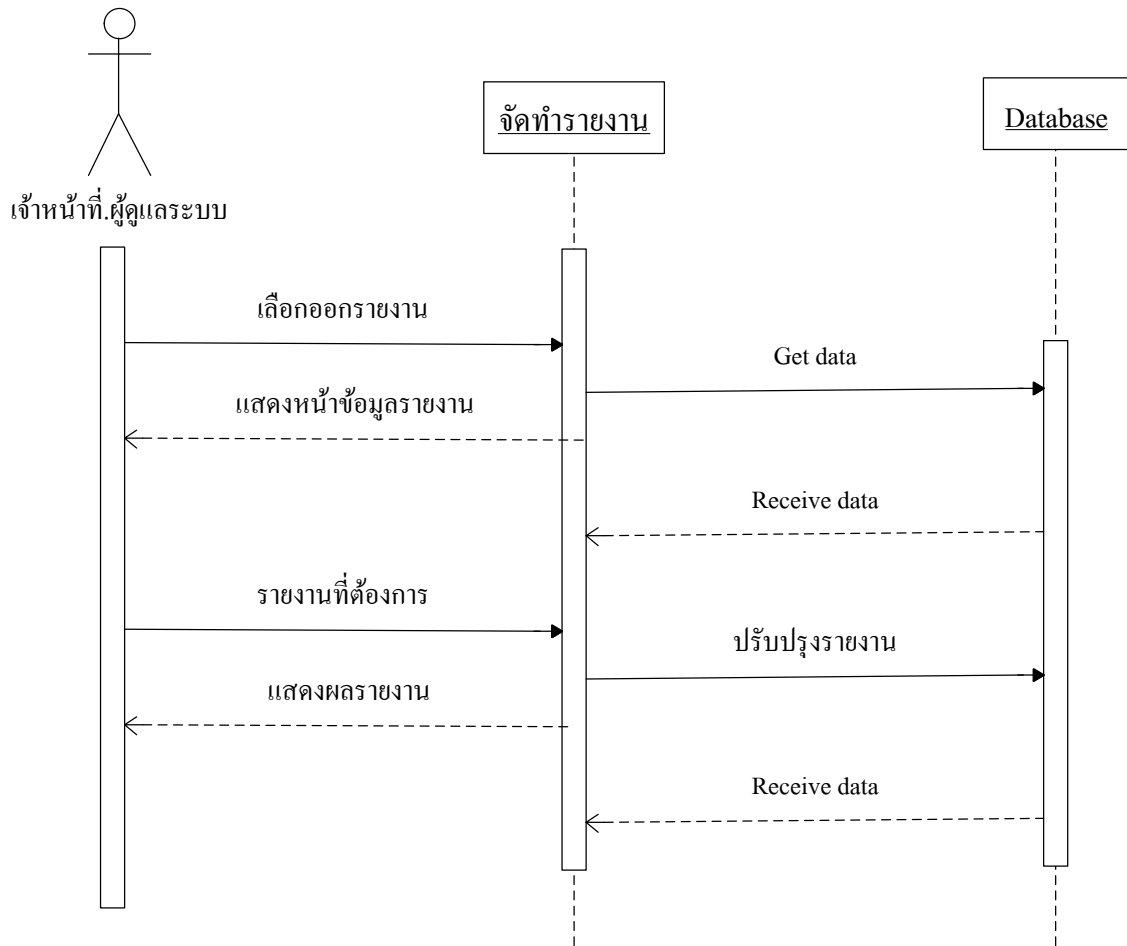 จัดทำรายงาน
Database
เจ้าหน้าที่.ผู้ดูแลระบบ
เลือกออกรายงาน
Get data
แสดงหน้าข้อมูลรายงาน
Receive data
รายงานที่ต้องการ
ปรับปรุงรายงาน
แสดงผลรายงาน
Receive data